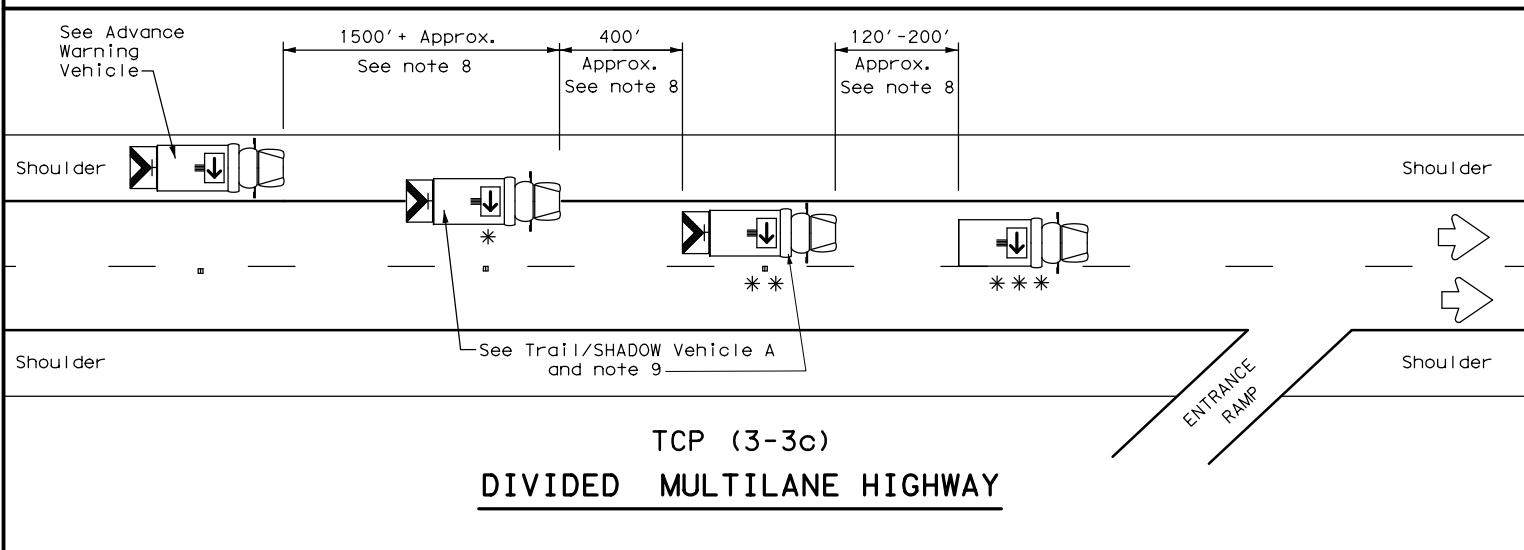 See Advance
Warning
Vehicle
1500'+ Approx.
See note 8
400'
Approx.
See note 8
120'-200'
Approx.
See note 8
Shoulder
Shoulder
*
* *
* * *
See Trail/SHADOW Vehicle A
and note 9
Shoulder
Shoulder
ENTRANCE
RAMP
TCP (3-3c)
DIVIDED MULTILANE HIGHWAY